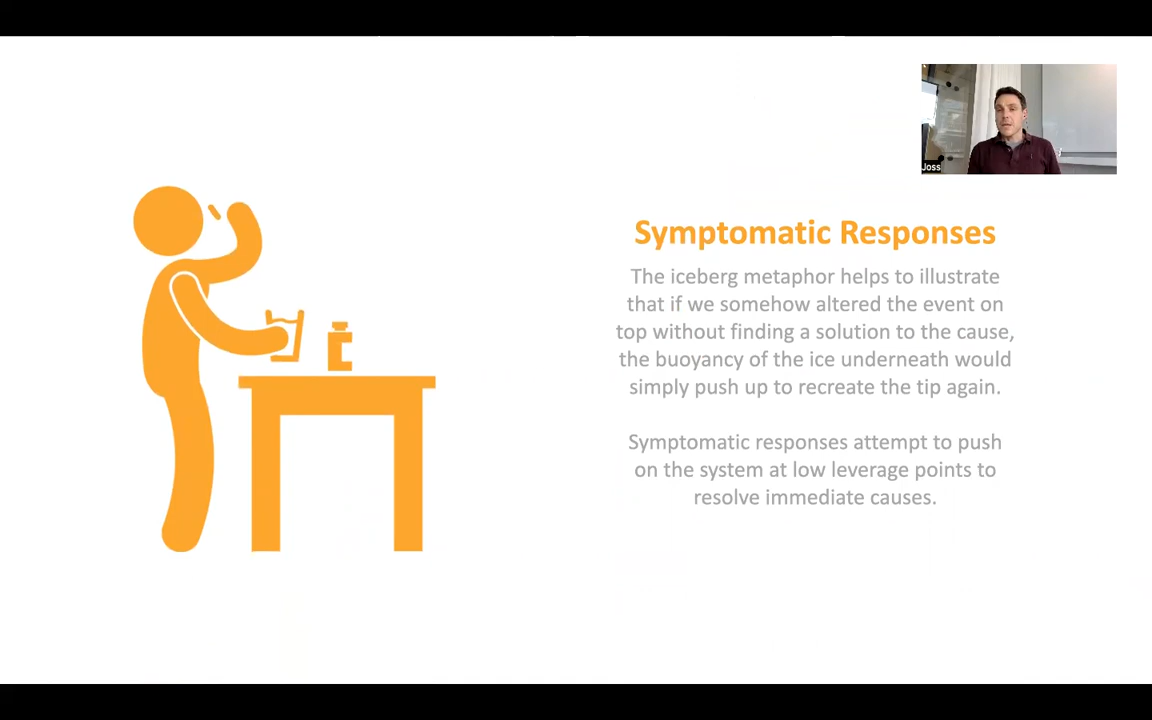 Joss
Symptomatic Responses
The iceberg metaphor helps to illustrate
that if we somehow altered the event on
top without finding a solution to the cause,
the buoyancy of the ice underneath would
simply push up to recreate the tip again.
Symptomatic responses attempt to push
on the system at low leverage points to
resolve immediate causes.